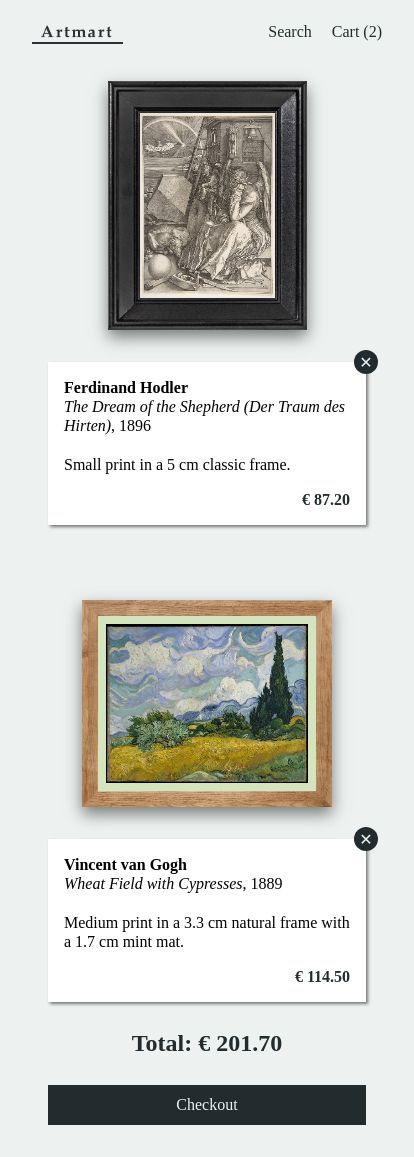 Artmart
Search
Cart (2)
Ferdinand Hodler
The Dream of the Shepherd (Der Traum des
Hirten), 1896
Small print in a 5 cm classic frame.
€ 87.20
Vincent van Gogh
Wheat Field with Cypresses, 1889
Medium print in a 3.3 cm natural frame with
a 1.7 cm mint mat.
€ 114.50
Total: € 201.70
Checkout